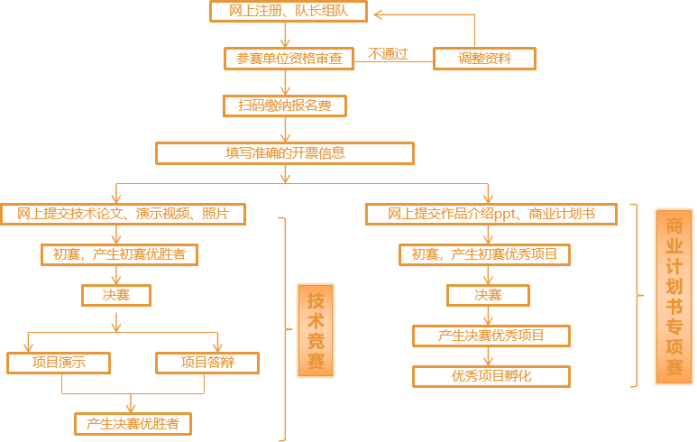 网上注册、队长组队
参赛单位资格审查
不通过
调整资料
扫码缴纳报名费
填写准确的开票信息
网上提交技术论文、演示视频、照片
网上提交作品介绍ppt、商业计划书
初赛，产生初赛优胜者
初赛，产生初赛优秀项目
决赛
决赛
技术竞赛
商业计划书专项赛
产生决赛优秀项目
项目演示
项目答辩
优秀项目孵化
产生决赛优胜者